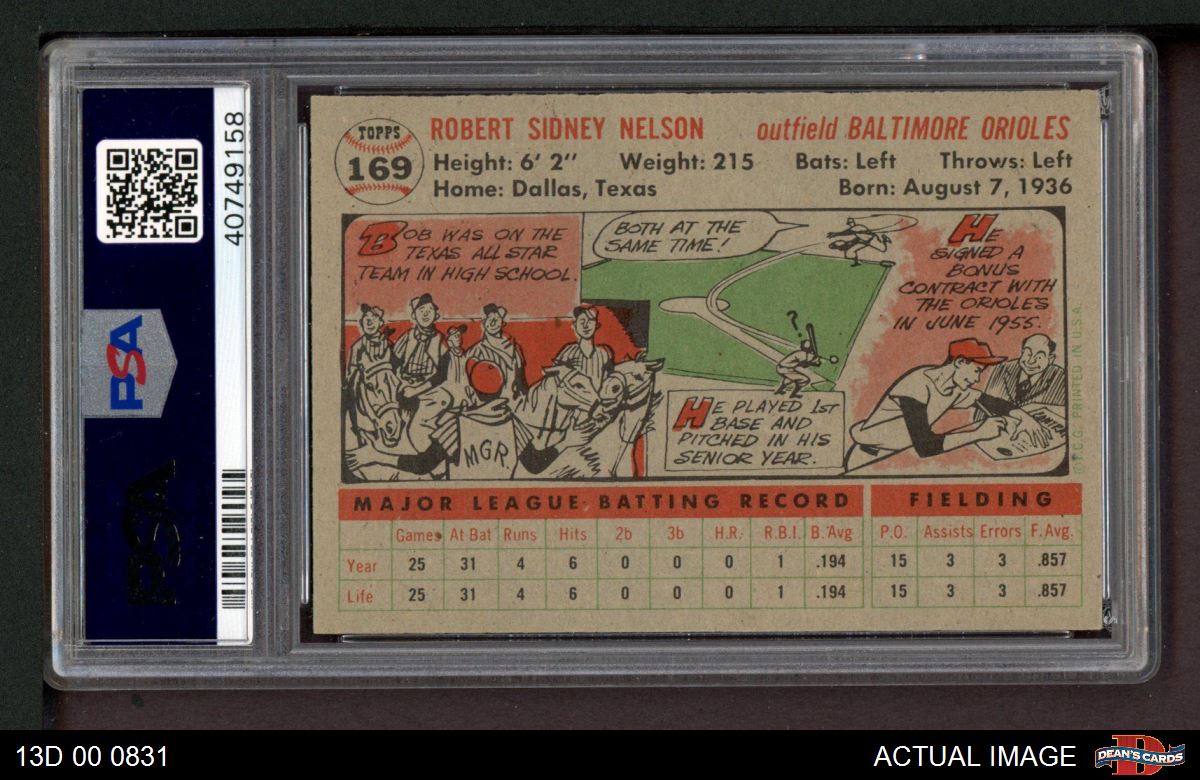 40749158
PSA
PSA
TOPPS
169
ROBERT SIDNEY NELSON outfield BALTIMORE ORIOLES
Height: 6' 2" Weight: 215 Bats: Left Throws: Left
Home: Dallas, Texas Born: August 7, 1936
BOB WAS ON THE
TEXAS ALL STAR
TEAM IN HIGH SCHOOL.
MGR.
BOTH AT THE
SAME TIME!
?
HE PLAYED 1ST
BASE AND
PITCHED IN HIS
SENIOR YEAR.
HE
SIGNED A
BONUS
CONTRACT WITH
THE ORIOLES
IN JUNE 1955.
©T.C.G. PRINTED IN U.S.A.
MAJOR LEAGUE BATTING RECORD FIELDING
Games At Bat Runs Hits 2b 3b H.R. R.B.I. B.Avg P.O. Assists Errors F.Avg.
Year 25 31 4 6 0 0 0 1 .194 15 3 3 .857
Life 25 31 4 6 0 0 0 1 .194 15 3 3 .857
13D 00 0831 ACTUAL IMAGE
DEAN'S CARDS